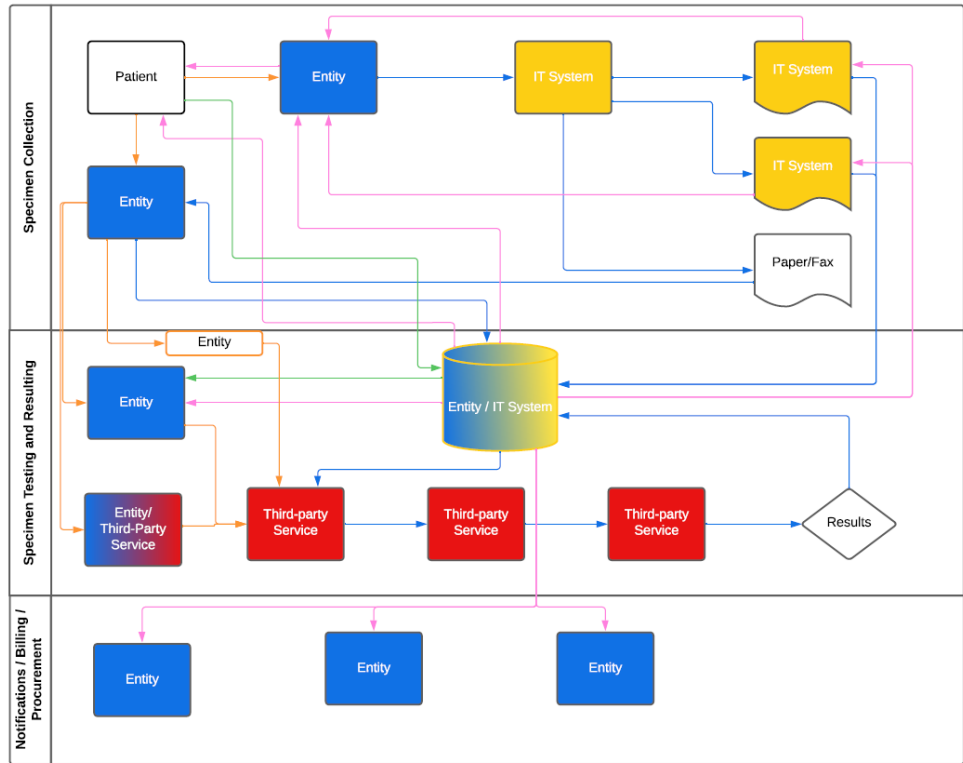 Specimen Collection
Patient
Entity
IT System
IT System
IT System
Entity
Paper/Fax
Specimen Testing and Resulting
Entity
Entity
Entity / IT System
Entity/
Third-Party
Service
Third-party
Service
Third-party
Service
Third-party
Service
Results
Notifications / Billing /
Procurement
Entity
Entity
Entity